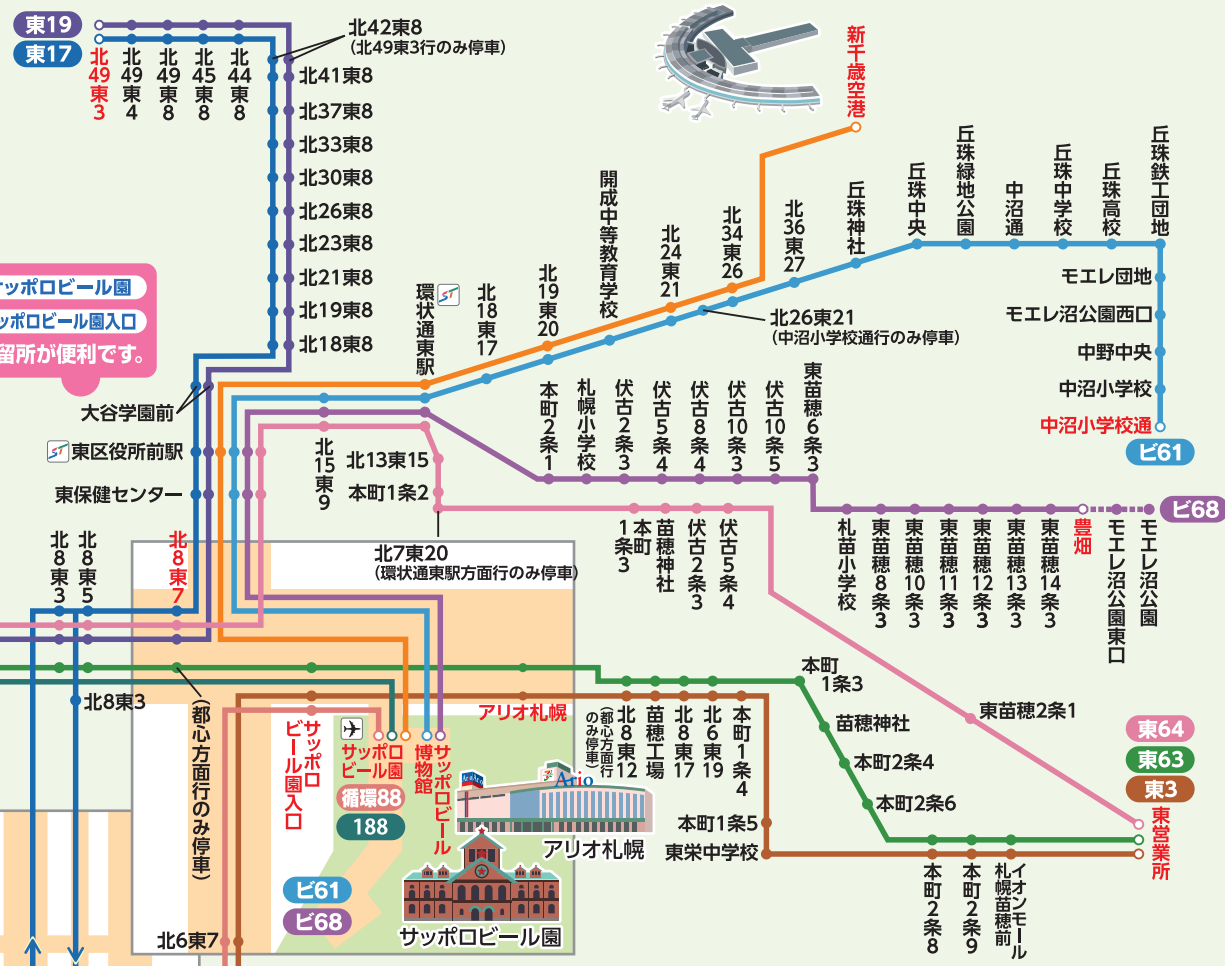 東19
東17
北49東3
北49東4
北49東8
北45東8
北44東8
北42東8
（北49東3行のみ停車）
北41東8
北37東8
北33東8
北30東8
北26東8
北23東8
北21東8
北19東8
北18東8
新千歳空港
サッポロビール園
ッポロビール園入口
留所が便利です。
大谷学園前
東区役所前駅
東保健センター
環状通東駅
北18東17
北19東20
開成中等教育学校
北24東21
北34東26
北36東27
丘珠神社
丘珠中央
丘珠緑地公園
中沼通
丘珠中学校
丘珠高校
丘珠鉄工団地
モエレ団地
モエレ沼公園西口
中野中央
中沼小学校
中沼小学校通
ビ61
北26東21
（中沼小学校通行のみ停車）
北15東9
北13東15
本町1条2
北7東20
（環状通東駅方面行のみ停車）
本町2条1
札幌小学校
伏古2条3
伏古5条4
伏古8条4
伏古10条3
伏古10条5
東苗穂6条3
札苗小学校
東苗穂8条3
東苗穂10条3
東苗穂11条3
東苗穂12条3
東苗穂13条3
東苗穂14条3
豊畑
モエレ沼公園東口
モエレ沼公園
ビ68
本町1条3
苗穂神社
伏古2条3
伏古5条4
北8東3
北8東5
北8東7
北8東3
（都心方面行のみ停車）
サッポロ
ビール園入口
サッポロ
ビール園
循環88
188
博物館
サッポロビール
アリオ札幌
Ario
アリオ札幌
サッポロビール園
ビ61
ビ68
北6東7
（都心方面行
のみ停車）
北8東12
苗穂工場
北8東17
北6東19
本町1条4
本町1条5
東栄中学校
本町
1条3
苗穂神社
本町2条4
本町2条6
東苗穂2条1
本町2条8
本町2条9
イオンモール
札幌苗穂前
東64
東63
東3
東営業所